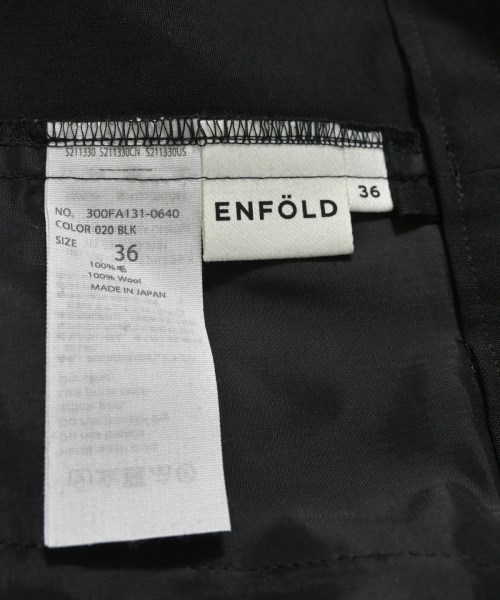 S211330 S211330CN S211330US
NO. 300FA131-0640
COLOR 020 BLK
SIZE 36
100%毛
100% Wool
MADE IN JAPAN
ENFÖLD
36